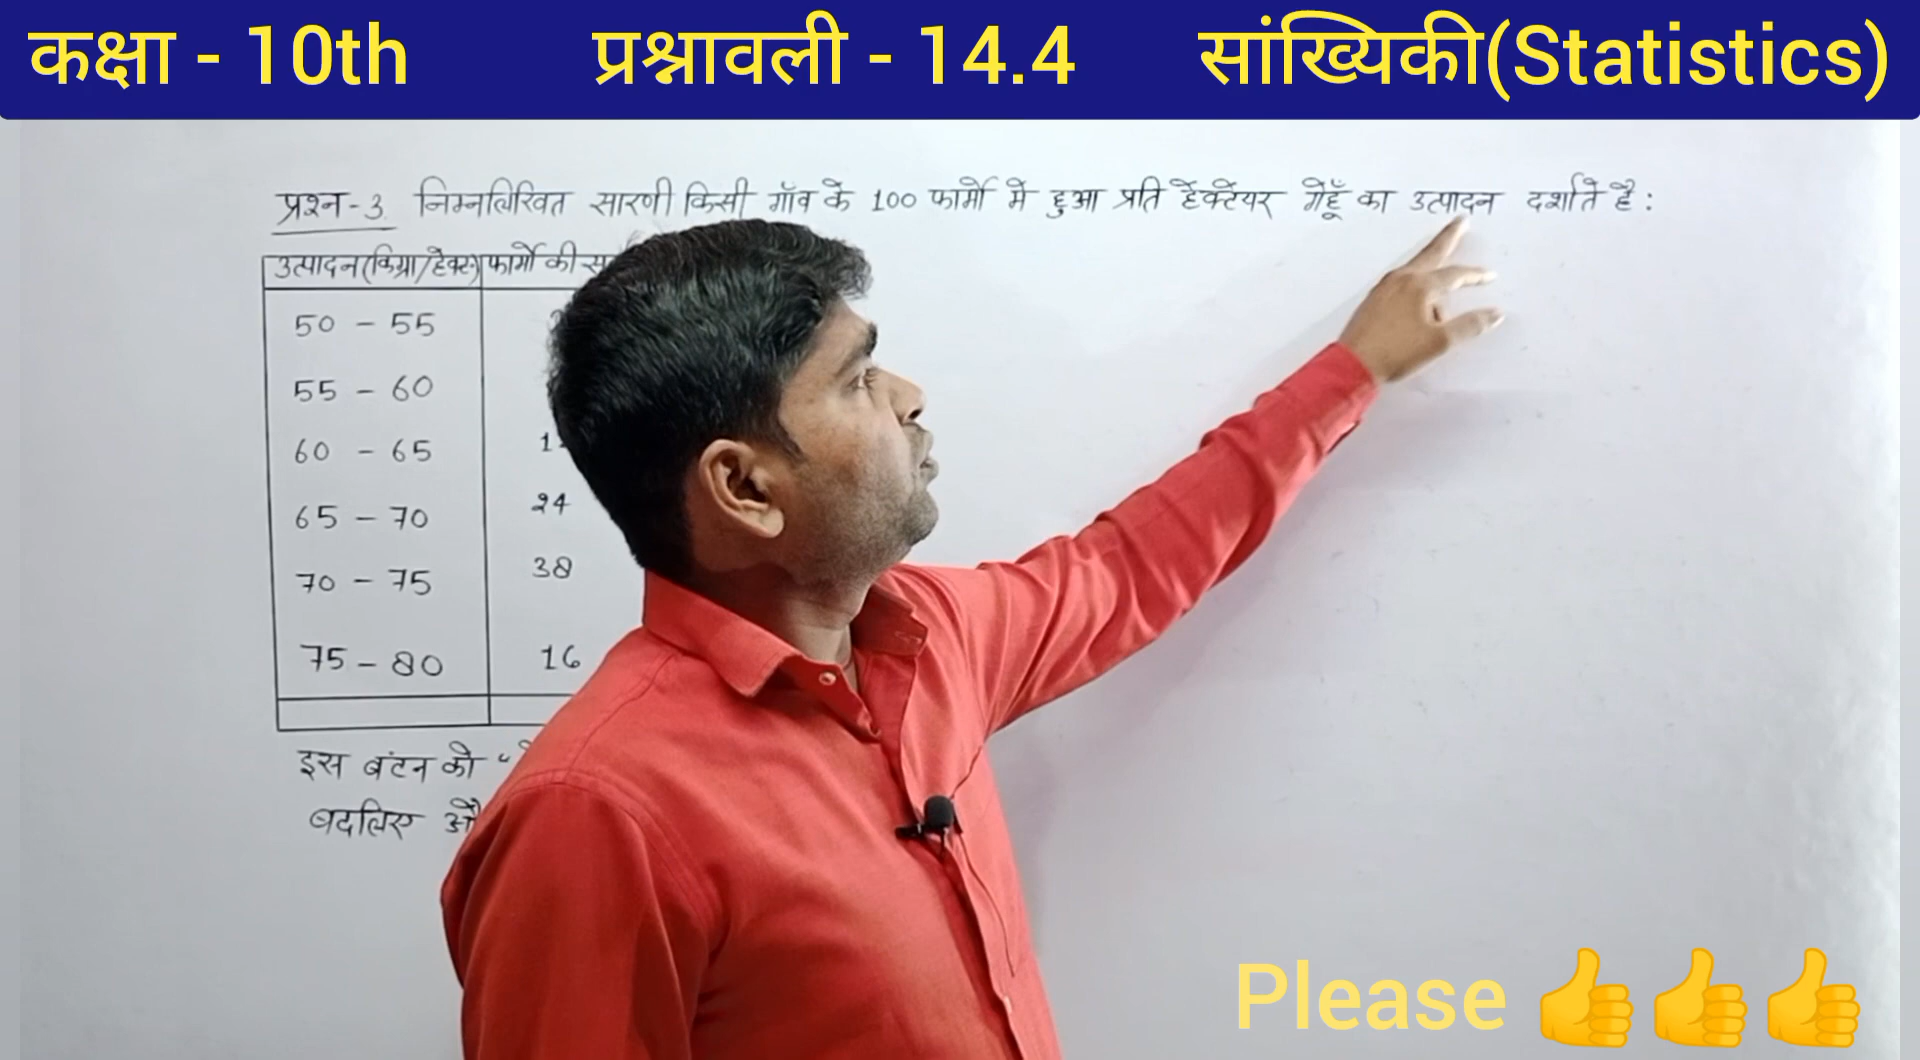 कक्षा - 10th प्रश्नावली - 14.4 सांख्यिकी(Statistics)
प्रश्न-3. निम्नलिखित सारणी किसी गाँव के 100 फार्मो मे हुआ प्रति हेक्टेयर गेहूँ का उत्पादन दर्शाते है :
उत्पादन(किग्रा/हेक्ट०) फार्मो की
50 - 55
55 - 60
60 - 65
65 - 70 24
70 - 75 38
75 - 80 16
इस बंटन को "
बदलिए
Please 👍👍👍